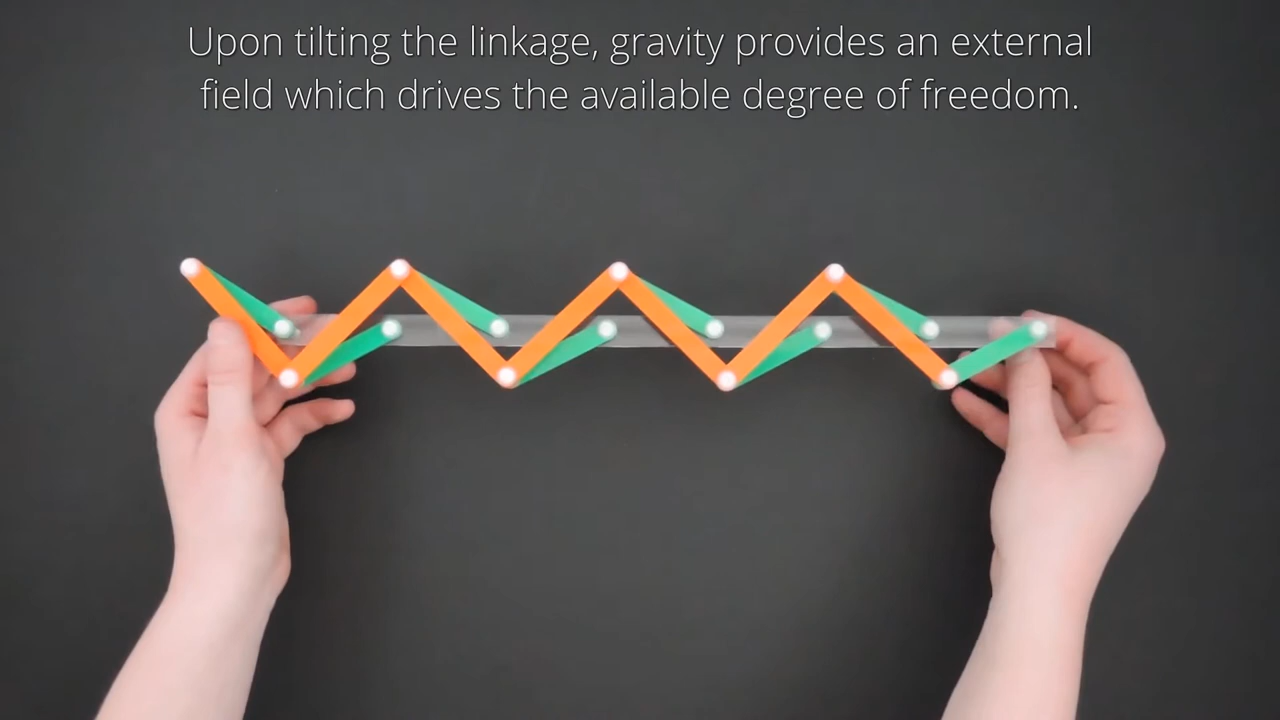 Upon tilting the linkage, gravity provides an external
field which drives the available degree of freedom.